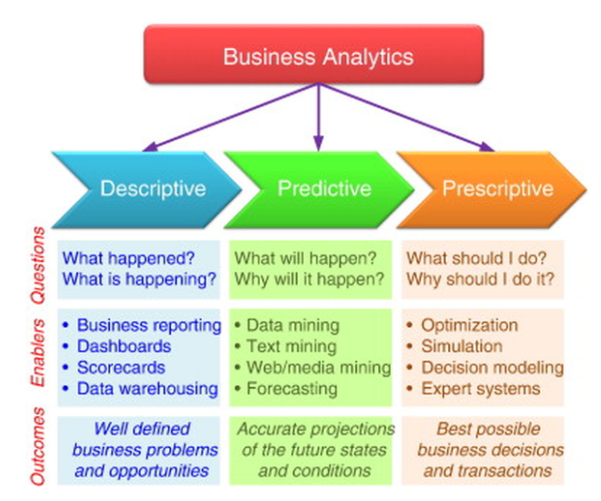 Business Analytics
Descriptive
Predictive
Prescriptive
Questions
What happened?
What is happening?
What will happen?
Why will it happen?
What should I do?
Why should I do it?
Enablers
• Business reporting
• Dashboards
• Scorecards
• Data warehousing
• Data mining
• Text mining
• Web/media mining
• Forecasting
• Optimization
• Simulation
• Decision modeling
• Expert systems
Outcomes
Well defined
business problems
and opportunities
Accurate projections
of the future states
and conditions
Best possible
business decisions
and transactions